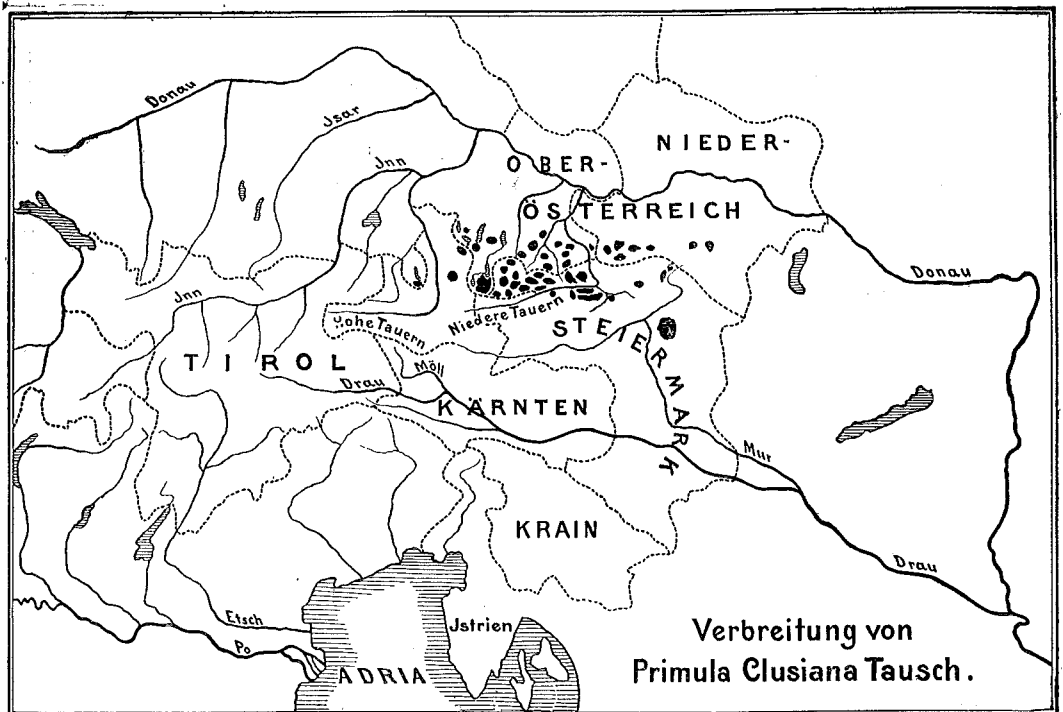 Donau
Jsar
Jnn
OBER-
NIEDER-
ÖSTERREICH
Donau
Jnn
Hohe Tauern
Niedere Tauern
STEIERMARK
TIROL
Möll
Drau
KÄRNTEN
Mur
KRAIN
Drau
Etsch
Po
Jstrien
ADRIA
Verbreitung von
Primula Clusiana Tausch.